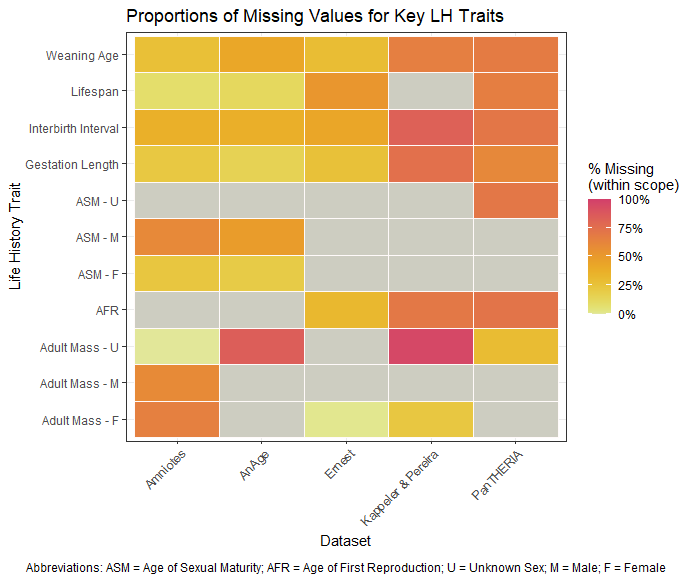 Proportions of Missing Values for Key LH Traits
Life History Trait
Weaning Age
Lifespan
Interbirth Interval
Gestation Length
ASM - U
ASM - M
ASM - F
AFR
Adult Mass - U
Adult Mass - M
Adult Mass - F
% Missing
(within scope)
100%
75%
50%
25%
0%
Amniotes
AnAge
Ernest
Kappeler & Pereira
PanTHERIA
Dataset
Abbreviations: ASM = Age of Sexual Maturity; AFR = Age of First Reproduction; U = Unknown Sex; M = Male; F = Female